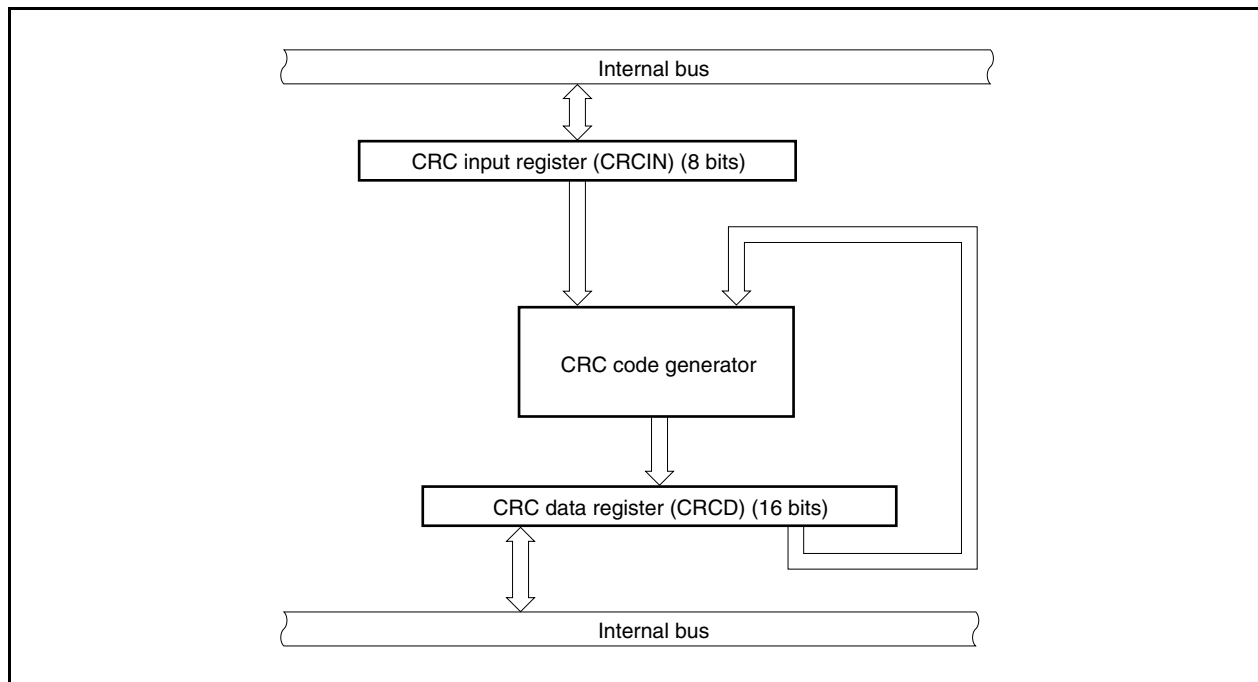 Internal bus
CRC input register (CRCIN) (8 bits)
CRC code generator
CRC data register (CRCD) (16 bits)
Internal bus